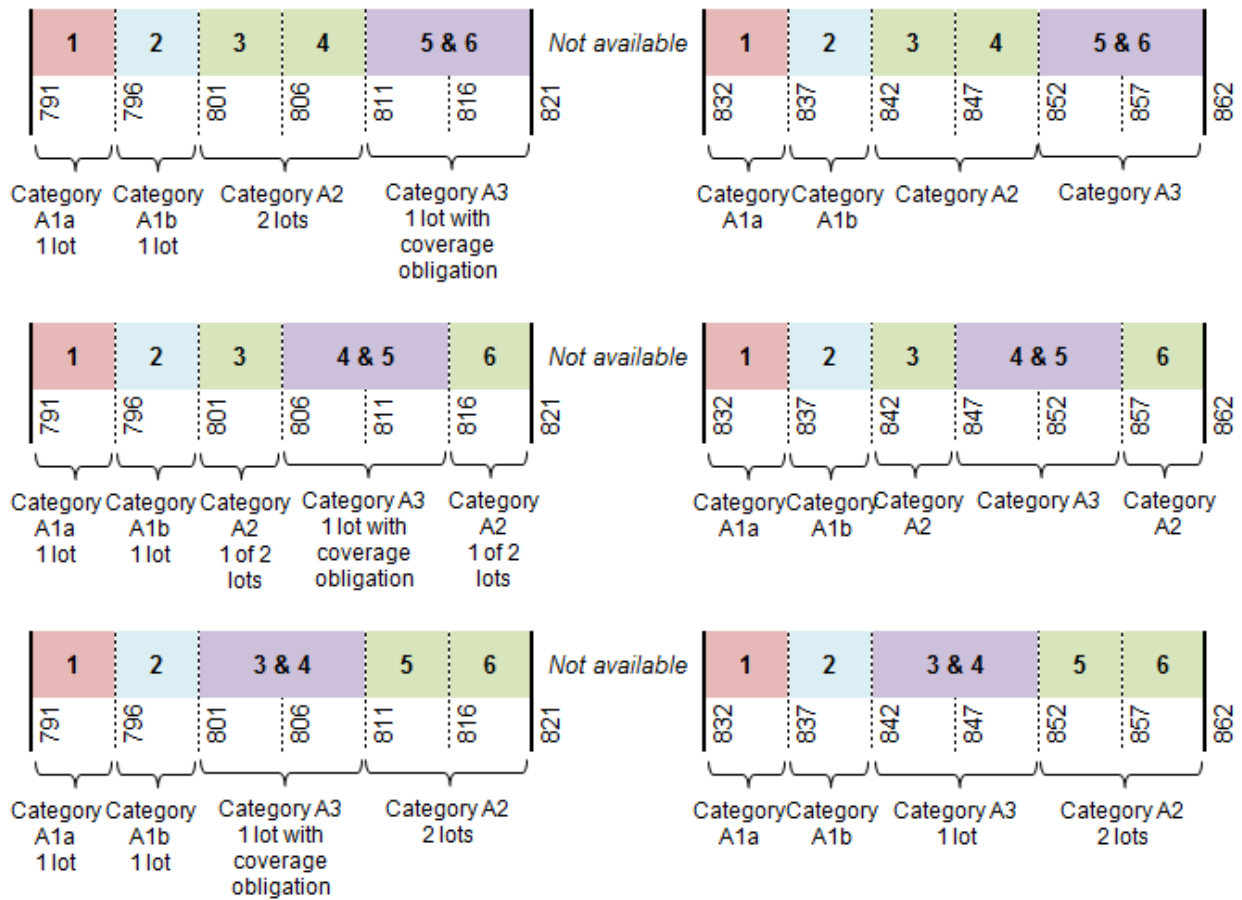 1 2 3 4 5 & 6 Not available 1 2 3 4 5 & 6
791 796 801 806 811 816 821 832 837 842 847 852 857 862
Category Category Category A2 Category A3 Category Category Category A2 Category A3
A1a A1b 2 lots 1 lot with A1a A1b
1 lot 1 lot coverage
obligation
1 2 3 4 & 5 6 Not available 1 2 3 4 & 5 6
791 796 801 806 811 816 821 832 837 842 847 852 857 862
Category Category Category Category A3 Category Category Category Category Category A3 Category
A1a A1b A2 1 lot with A2 A1a A1b A2 A2
1 lot 1 lot 1 of 2 coverage 1 of 2
lots obligation lots
1 2 3 & 4 5 6 Not available 1 2 3 & 4 5 6
791 796 801 806 811 816 821 832 837 842 847 852 857 862
Category Category Category A3 Category A2 Category Category Category A3 Category A2
A1a A1b 1 lot with 2 lots A1a A1b 1 lot 2 lots
1 lot 1 lot coverage
obligation